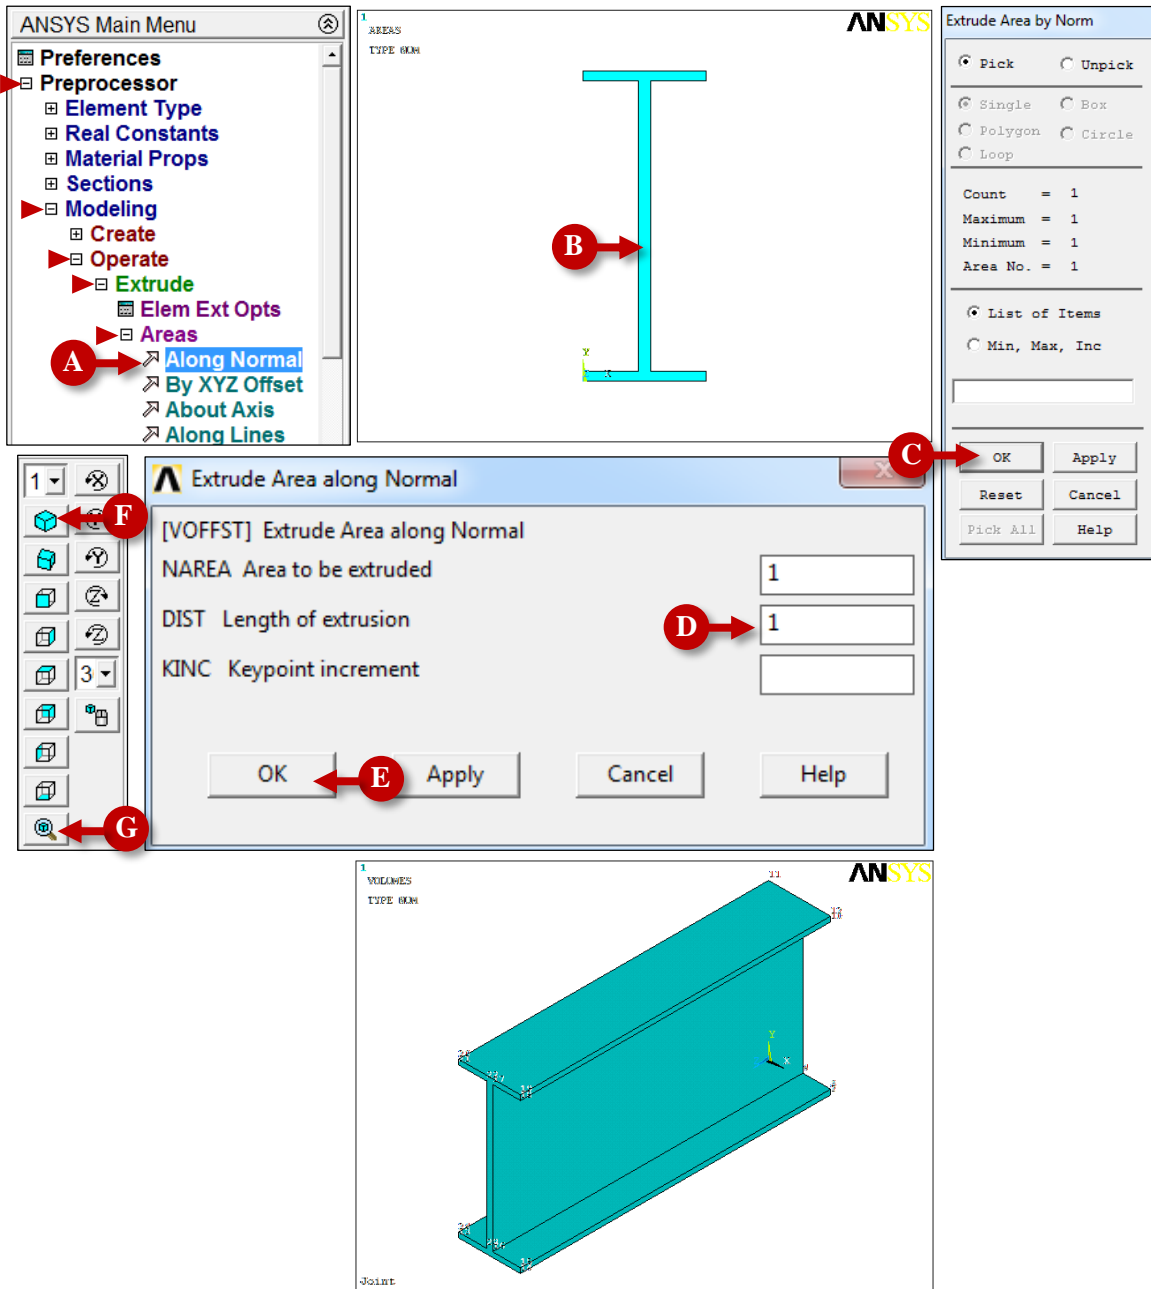 ANSYS Main Menu
Preferences
Preprocessor
Element Type
Real Constants
Material Props
Sections
Modeling
Create
Operate
Extrude
Elem Ext Opts
Areas
A
Along Normal
By XYZ Offset
About Axis
Along Lines
1
AREAS
TYPE NUM
ANSYS
B
Y
Z X
Extrude Area by Norm
Pick Unpick
Single Box
Polygon Circle
Loop
Count = 1
Maximum = 1
Minimum = 1
Area No. = 1
List of Items
Min, Max, Inc
C
OK Apply
Reset Cancel
Pick All Help
1
X
F
Y
Z
Z
3
G
Extrude Area along Normal
[VOFFST] Extrude Area along Normal
NAREA Area to be extruded 1
DIST Length of extrusion D 1
KINC Keypoint increment
OK E Apply Cancel Help
1
VOLUMES
TYPE NUM
ANSYS
11
Y
X
Joint